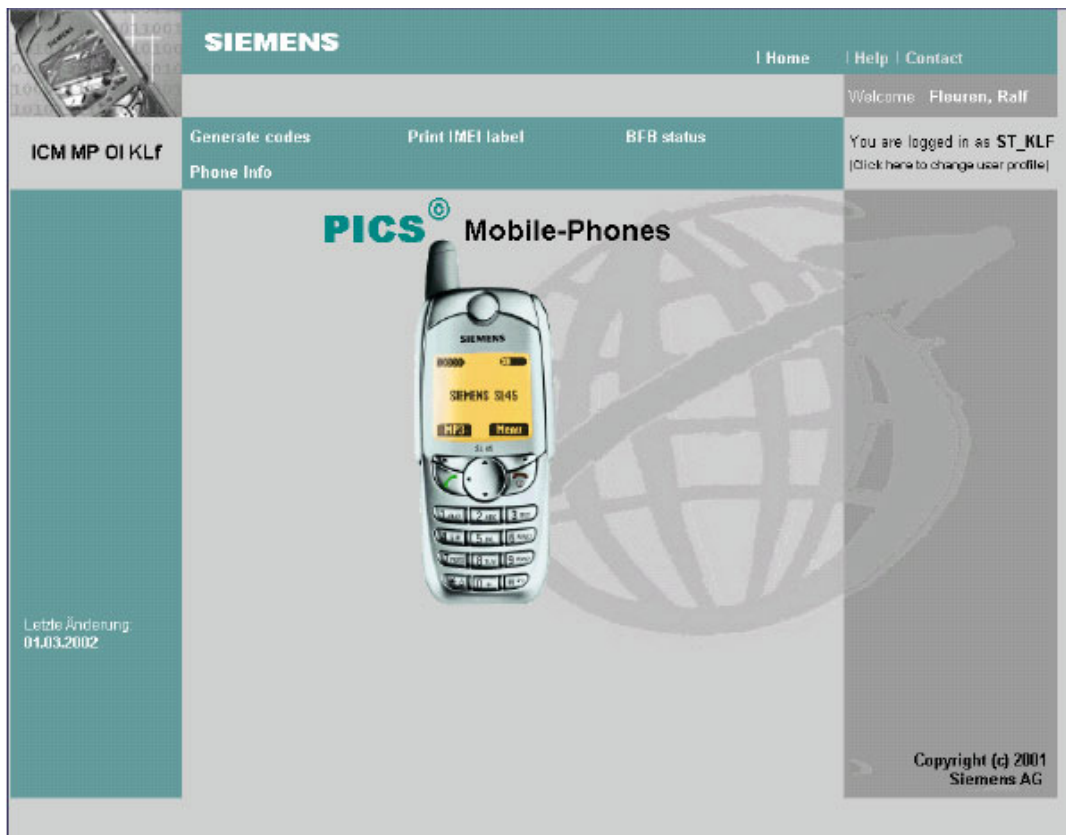 SIEMENS
| Home | Help | Contact
Welcome Fleuren, Ralf
ICM MP OI KLf
Generate codes Print IMEI label BFB status
Phone Info
You are logged in as ST_KLF
(Click here to change user profile)
PICS© Mobile-Phones
SIEMENS
SIEMENS SL45
MP3 Menu
SL45
Letzte Änderung:
01.03.2002
Copyright (c) 2001
Siemens AG